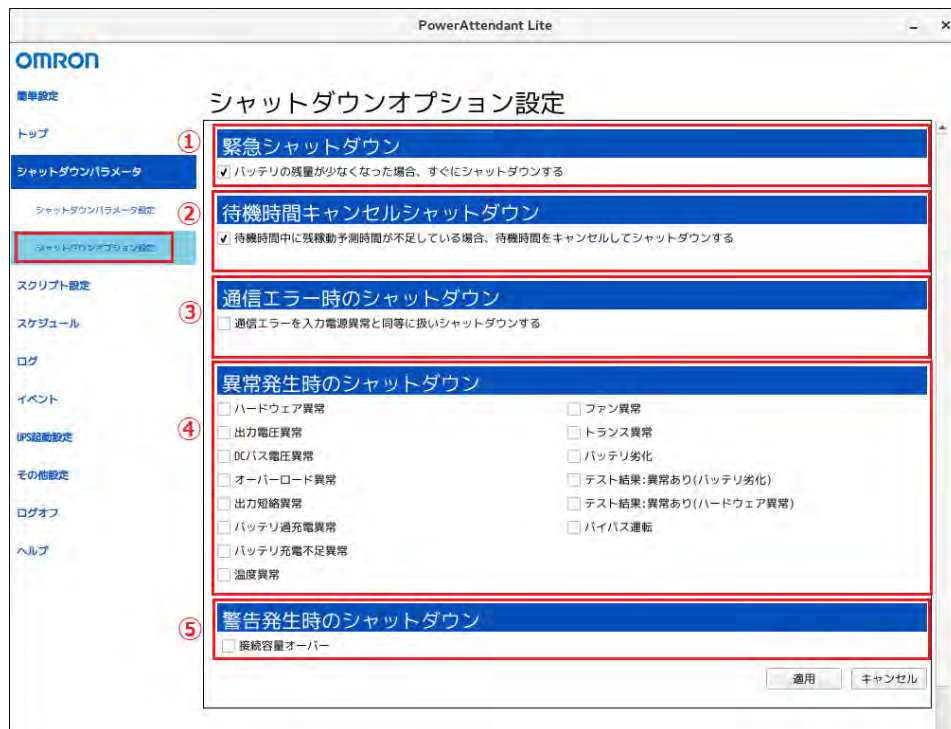 PowerAttendant Lite
OMRON
簡単設定
トップ
シャットダウンパラメータ
シャットダウンパラメータ設定
シャットダウンオプション設定
スクリプト設定
スケジュール
ログ
イベント
UPS起動設定
その他設定
ログオフ
ヘルプ
シャットダウンオプション設定
①
緊急シャットダウン
バッテリの残量が少なくなった場合、すぐにシャットダウンする
②
待機時間キャンセルシャットダウン
待機時間中に残稼動予測時間が不足している場合、待機時間をキャンセルしてシャットダウンする
③
通信エラー時のシャットダウン
通信エラーを入力電源異常と同等に扱いシャットダウンする
④
異常発生時のシャットダウン
ハードウェア異常
出力電圧異常
DCバス電圧異常
オーバーロード異常
出力短絡異常
バッテリ過充電異常
バッテリ充電不足異常
温度異常
ファン異常
トランス異常
バッテリ劣化
テスト結果:異常あり(バッテリ劣化)
テスト結果:異常あり(ハードウェア異常)
バイパス運転
⑤
警告発生時のシャットダウン
接続容量オーバー
適用
キャンセル